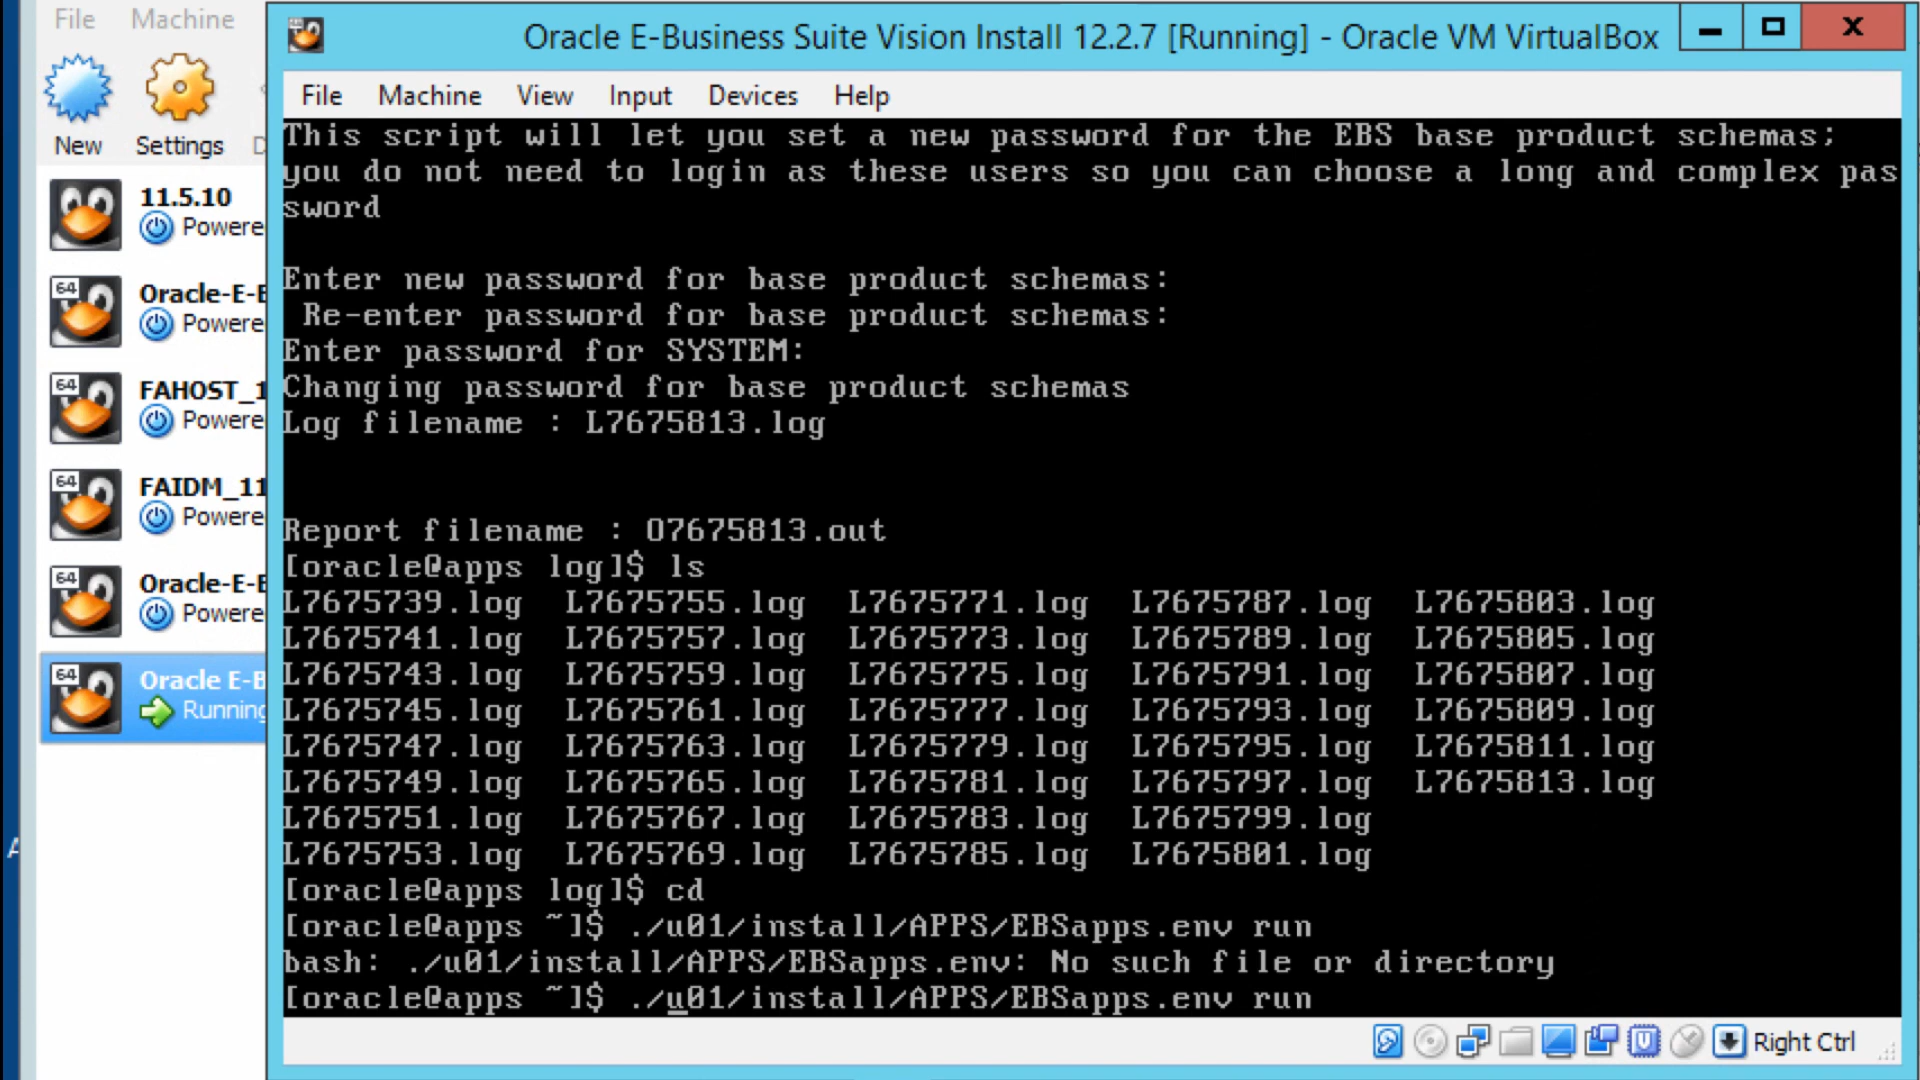 File Machine
New
Settings
D
11.5.10
Powere
64
Oracle-E-B
Powere
64
FAHOST_1
Powere
64
FAIDM_11
Powere
64
Oracle-E-B
Powere
64
Oracle E-B
Running
A
64
Oracle E-Business Suite Vision Install 12.2.7 [Running] - Oracle VM VirtualBox
File Machine View Input Devices Help
This script will let you set a new password for the EBS base product schemas;
you do not need to login as these users so you can choose a long and complex pas
sword
Enter new password for base product schemas:
Re-enter password for base product schemas:
Enter password for SYSTEM:
Changing password for base product schemas
Log filename : L7675813.log
Report filename : O7675813.out
[oracle@apps log]$ ls
L7675739.log L7675755.log L7675771.log L7675787.log L7675803.log
L7675741.log L7675757.log L7675773.log L7675789.log L7675805.log
L7675743.log L7675759.log L7675775.log L7675791.log L7675807.log
L7675745.log L7675761.log L7675777.log L7675793.log L7675809.log
L7675747.log L7675763.log L7675779.log L7675795.log L7675811.log
L7675749.log L7675765.log L7675781.log L7675797.log L7675813.log
L7675751.log L7675767.log L7675783.log L7675799.log
L7675753.log L7675769.log L7675785.log L7675801.log
[oracle@apps log]$ cd
[oracle@apps ~]$ ./u01/install/APPS/EBSapps.env run
bash: ./u01/install/APPS/EBSapps.env: No such file or directory
[oracle@apps ~]$ ./u01/install/APPS/EBSapps.env run
Right Ctrl